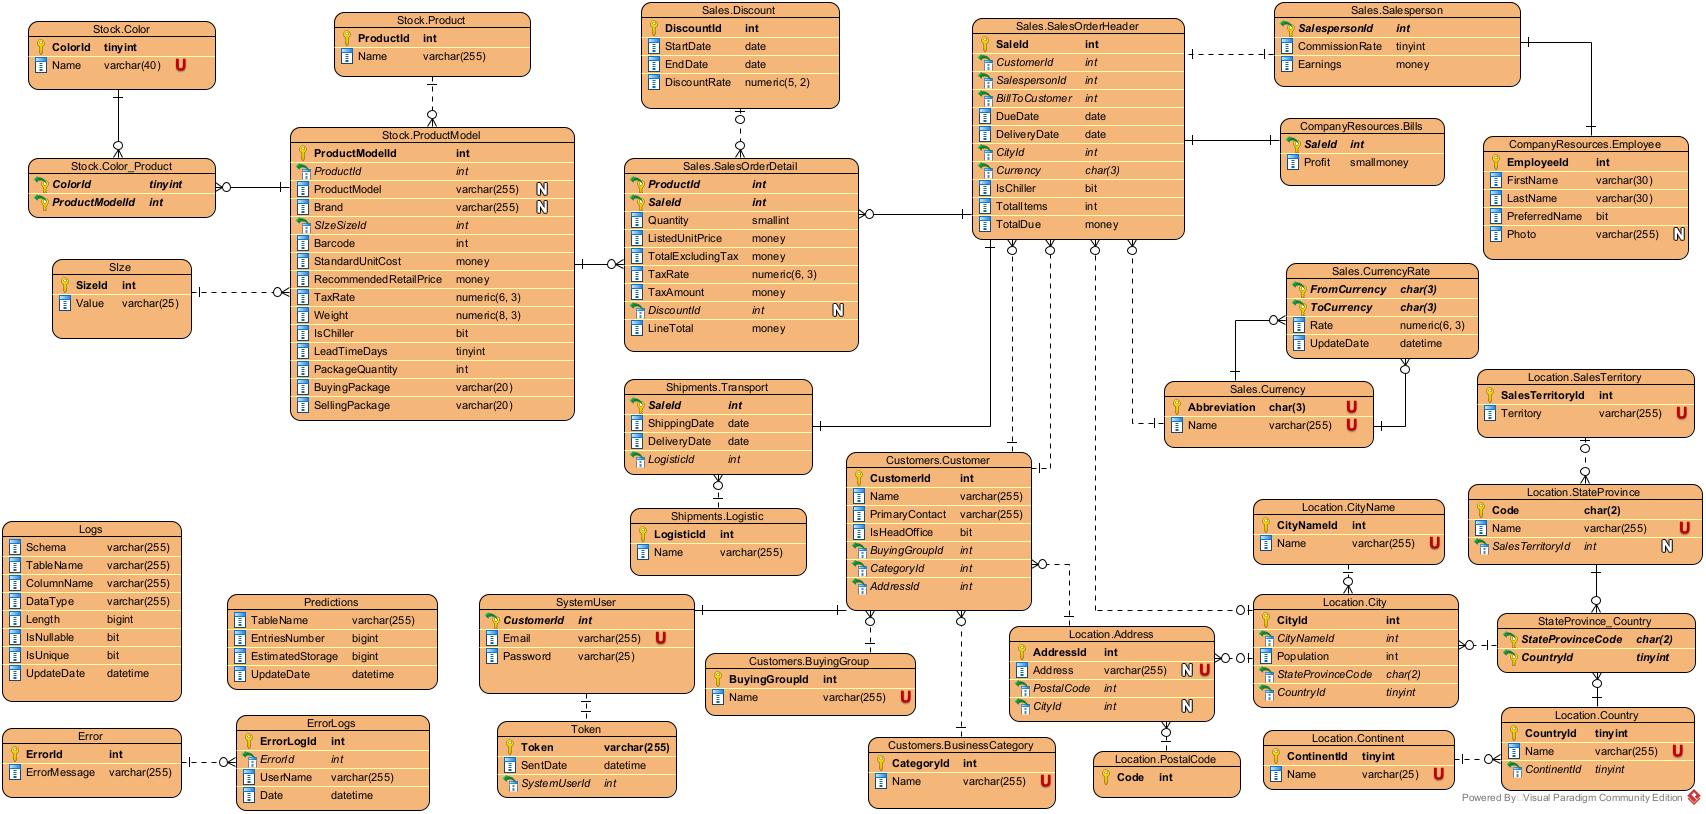 Stock.Color
ColorId tinyint
Name varchar(40) U
Stock.Product
ProductId int
Name varchar(255)
Sales.Discount
DiscountId int
StartDate date
EndDate date
DiscountRate numeric(5, 2)
Sales.SalesOrderHeader
SaleId int
CustomerId int
SalespersonId int
BillToCustomer int
DueDate date
DeliveryDate date
CityId int
Currency char(3)
IsChiller bit
TotalItems int
TotalDue money
Sales.Salesperson
SalespersonId int
CommissionRate tinyint
Earnings money
CompanyResources.Bills
SaleId int
Profit smallmoney
CompanyResources.Employee
EmployeeId int
FirstName varchar(30)
LastName varchar(30)
PreferredName bit
Photo varchar(255) N
Stock.Color_Product
ColorId tinyint
ProductModelId int
Stock.ProductModel
ProductModelId int
ProductId int
ProductModel varchar(255) N
Brand varchar(255) N
SIzeSizeId int
Barcode int
StandardUnitCost money
RecommendedRetailPrice money
TaxRate numeric(6, 3)
Weight numeric(8, 3)
IsChiller bit
LeadTimeDays tinyint
PackageQuantity int
BuyingPackage varchar(20)
SellingPackage varchar(20)
Sales.SalesOrderDetail
ProductId int
SaleId int
Quantity smallint
ListedUnitPrice money
TotalExcludingTax money
TaxRate numeric(6, 3)
TaxAmount money
DiscountId int N
LineTotal money
SIze
SizeId int
Value varchar(25)
Sales.CurrencyRate
FromCurrency char(3)
ToCurrency char(3)
Rate numeric(6, 3)
UpdateDate datetime
Sales.Currency
Abbreviation char(3) U
Name varchar(255) U
Location.SalesTerritory
SalesTerritoryId int
Territory varchar(255) U
Shipments.Transport
SaleId int
ShippingDate date
DeliveryDate date
LogisticId int
Shipments.Logistic
LogisticId int
Name varchar(255)
Customers.Customer
CustomerId int
Name varchar(255)
PrimaryContact varchar(255)
IsHeadOffice bit
BuyingGroupId int
CategoryId int
AddressId int
Location.CityName
CityNameId int
Name varchar(255) U
Location.StateProvince
Code char(2)
Name varchar(255) U
SalesTerritoryId int N
Logs
Schema varchar(255)
TableName varchar(255)
ColumnName varchar(255)
DataType varchar(255)
Length bigint
IsNullable bit
IsUnique bit
UpdateDate datetime
Predictions
TableName varchar(255)
EntriesNumber bigint
EstimatedStorage bigint
UpdateDate datetime
SystemUser
CustomerId int
Email varchar(255) U
Password varchar(25)
Customers.BuyingGroup
BuyingGroupId int
Name varchar(255) U
Location.Address
AddressId int
Address varchar(255) N U
PostalCode int
CityId int N
Location.City
CityId int
CityNameId int
Population int
StateProvinceCode char(2)
CountryId tinyint
StateProvince_Country
StateProvinceCode char(2)
CountryId tinyint
Error
ErrorId int
ErrorMessage varchar(255)
ErrorLogs
ErrorLogId int
ErrorId int
UserName varchar(255)
Date datetime
Token
Token varchar(255)
SentDate datetime
SystemUserId int
Customers.BusinessCategory
CategoryId int
Name varchar(255) U
Location.PostalCode
Code int
Location.Continent
ContinentId tinyint
Name varchar(25) U
Location.Country
CountryId tinyint
Name varchar(255) U
ContinentId tinyint
Powered By Visual Paradigm Community Edition